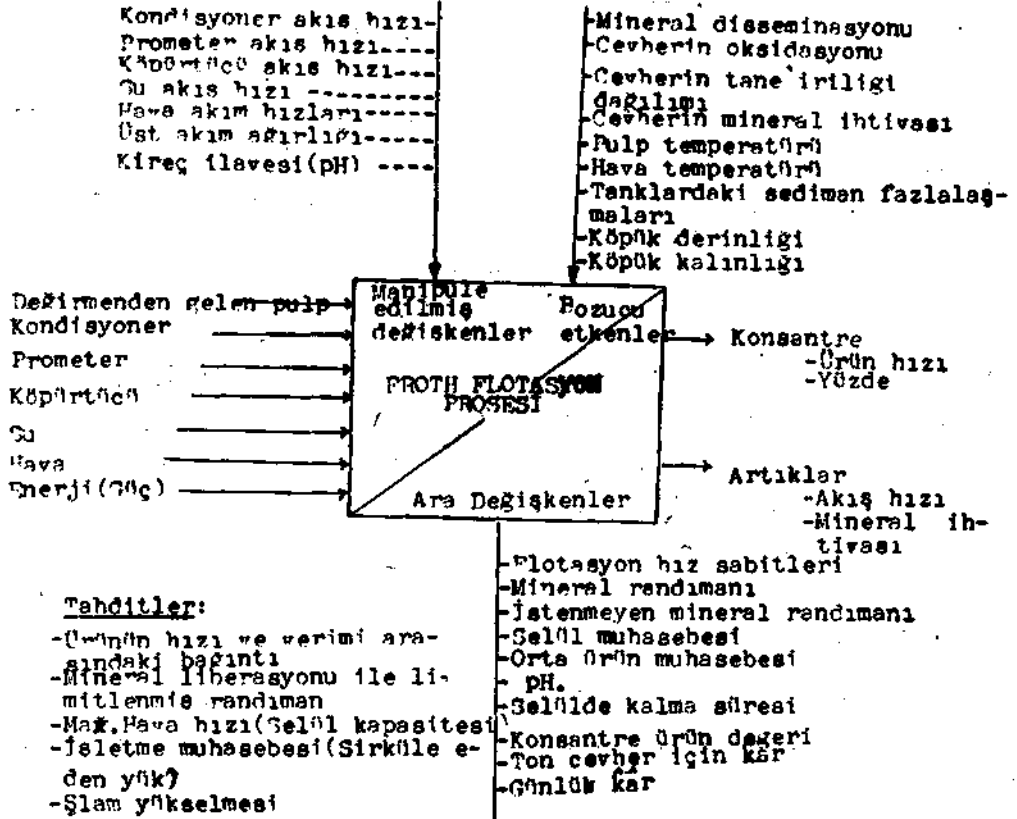 Kondisyoner akış hızı-
Prometer akış hızı----
Köpürtücü akış hızı---
Su akış hızı --------
Hava akım hızları-----
Üst akım ağırlığı-----
Kireç ilavesi(pH) ----
-Mineral disseminasyonu
-Cevherin oksidasyonu
-Cevherin tane iriliği
dağılımı
-Cevherin mineral ihtivası
-Pulp temperatürü
-Hava temperatürü
-Tanklardaki sediman fazlalaş-
maları
-Köpük derinliği
-Köpük kalınlığı
Değirmenden gelen pulp
Kondisyoner
Prometer
Köpürtücü
Su
Hava
Enerji(Güç)
Manipüle
edilmiş
değişkenler
Bozucu
etkenler
FROTH FLOTASYON
PROSESİ
Ara Değişkenler
Konsantre
-Ürün hızı
-Yüzde
Artıklar
-Akış hızı
-Mineral ih-
tivası
-Flotasyon hız sabitleri
-Mineral randımanı
-İstenmeyen mineral randımanı
-Selül muhasebesi
-Orta ürün muhasebesi
- pH.
-Selülde kalma süresi
-Konsantre ürün değeri
-Ton cevher için kâr
-Günlük kâr
Tahditler:
-Ürünün hızı ve verimi ara-
sındaki bağıntı
-Mineral liberasyonu ile li-
mitlenmiş randıman
-Max.Hava hızı(Selül kapasitesi)
-İşletme muhasebesi(Sirküle e-
den yük)
-Şlam yükselmesi